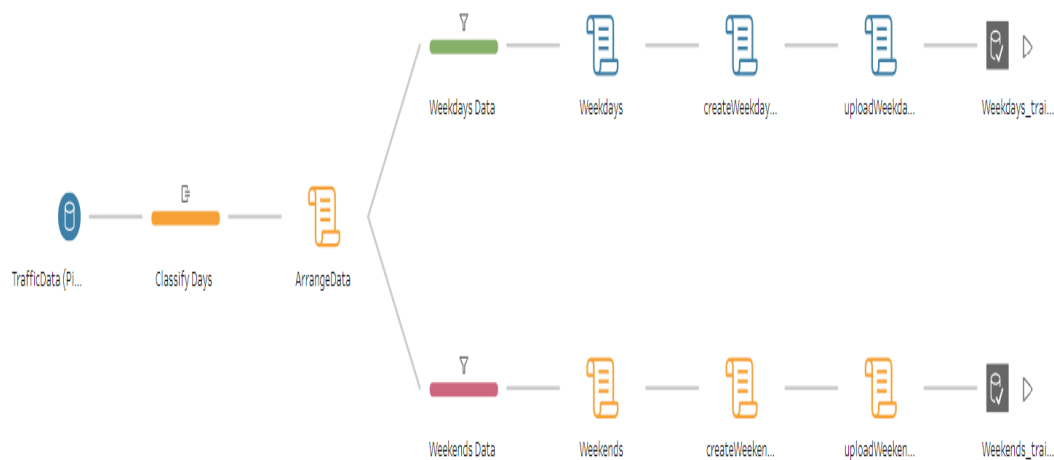 Weekdays Data
Weekdays
createWeekday...
uploadWeekda...
Weekdays_trai...
TrafficData (Pi...
Classify Days
ArrangeData
Weekends Data
Weekends
createWeeken...
uploadWeeken...
Weekends_trai...